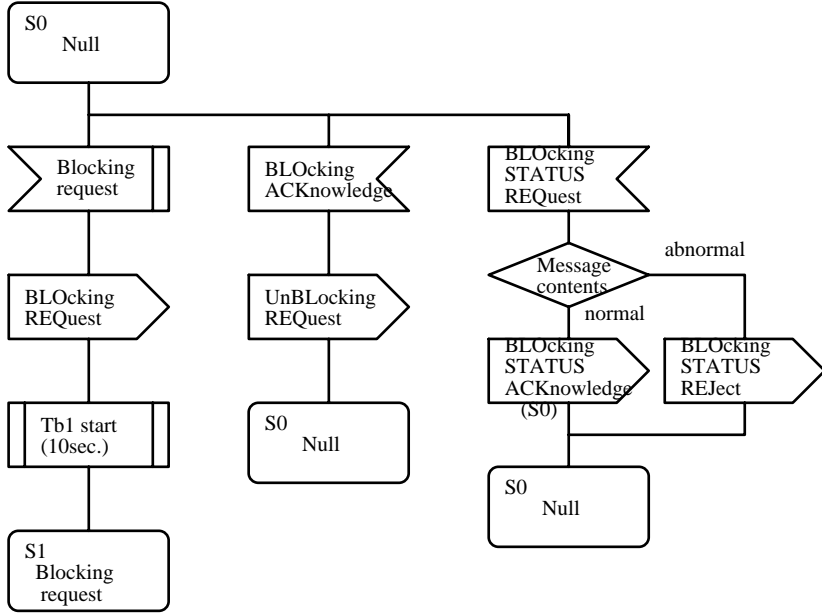 S0
Null
Blocking
request
BLOcking
ACKnowledge
BLOcking
STATUS
REQuest
BLOcking
REQuest
UnBLocking
REQuest
Message
contents
abnormal
normal
BLOcking
STATUS
ACKnowledge
(S0)
BLOcking
STATUS
REJect
Tb1 start
(10sec.)
S0
Null
S0
Null
S1
Blocking
request